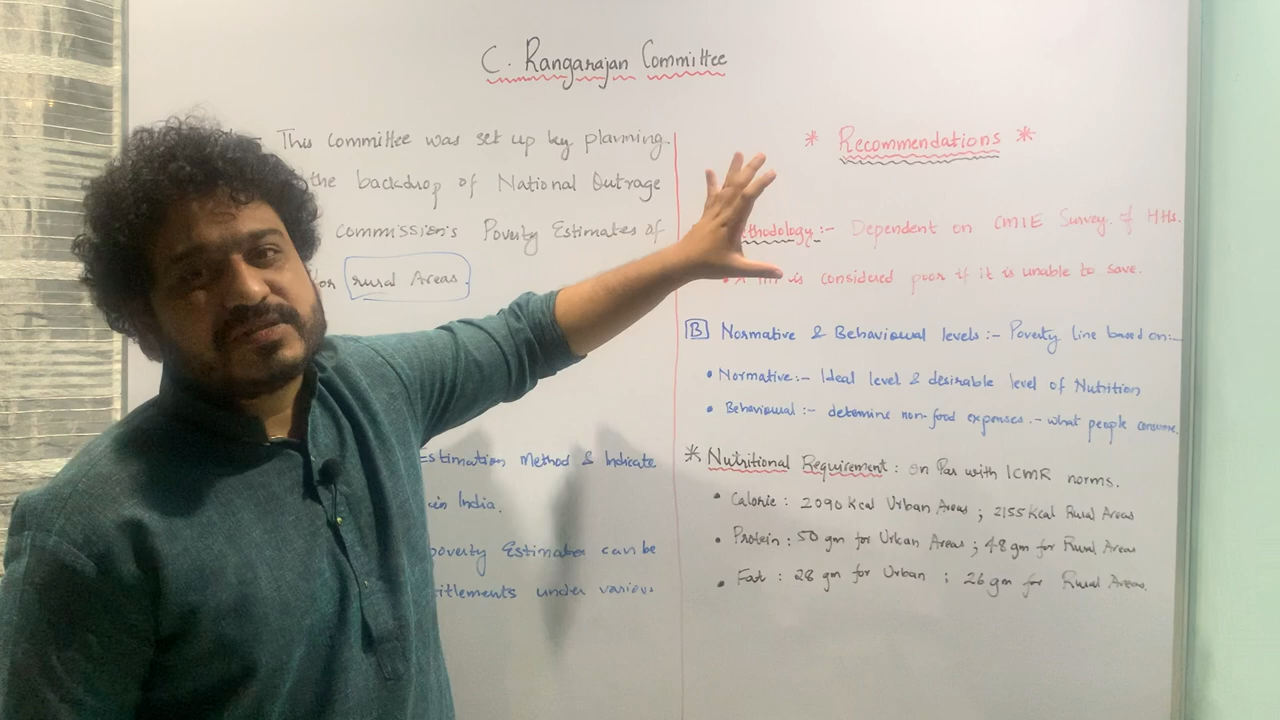 C. Rangarajan Committee
This Committee was set up by planning
the backdrop of National Outrage
Commission's Poverty Estimates of
for rural Areas.
Estimation Method & Indicate
in India.
poverty Estimates can be
titlements under various
* Recommendations *
thodology :- Dependent on CMIE Survey of HHs.
• A HH is considered poor if it is unable to save.
B Normative & Behavioural levels :- Poverty line based on :-
• Normative :- Ideal level & desirable level of Nutrition
• Behavioural :- determine non-food expenses. - what people consume.
* Nutritional Requirement : on Par with ICMR norms.
• Calorie : 2090 Kcal Urban Areas ; 2155 Kcal Rural Areas
• Protein : 50 gm for Urban Areas ; 48 gm for Rural Areas
• Fat : 28 gm for Urban ; 26 gm for Rural Areas.